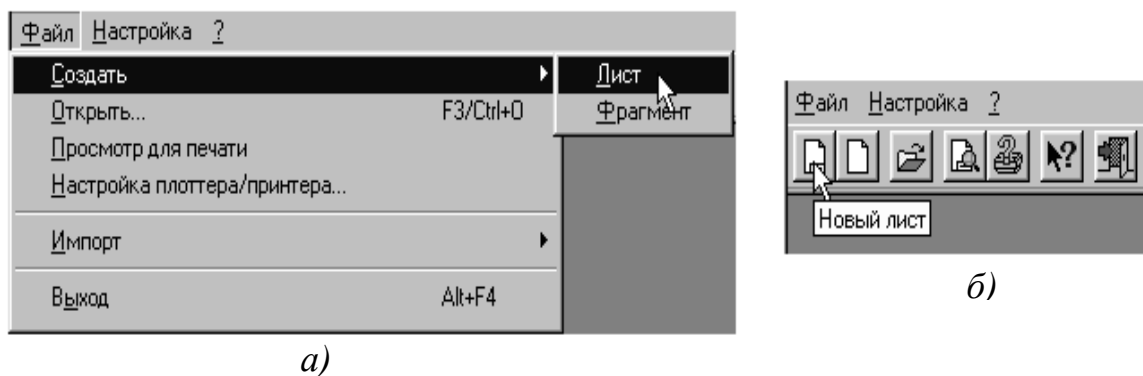 Файл Настройка ?
Создать
Лист
Открыть... F3/Ctrl+O
Фрагмент
Просмотр для печати
Настройка плоттера/принтера...
Импорт
Выход Alt+F4
а)
Файл Настройка ?
Новый лист
б)